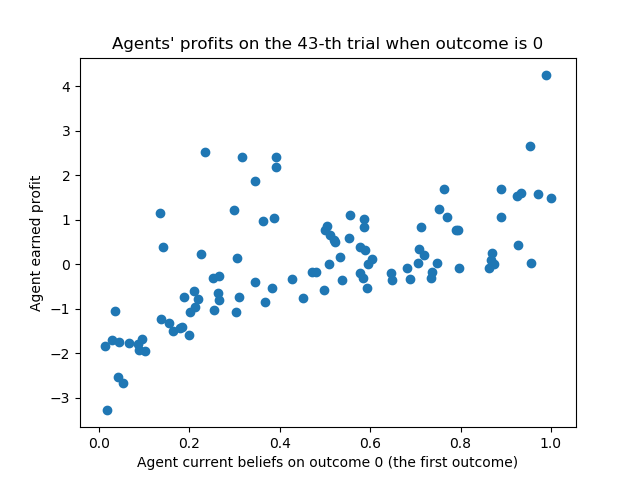 Agents' profits on the 43-th trial when outcome is 0
Agent earned profit
4
3
2
1
0
−1
−2
−3
0.0 0.2 0.4 0.6 0.8 1.0
Agent current beliefs on outcome 0 (the first outcome)